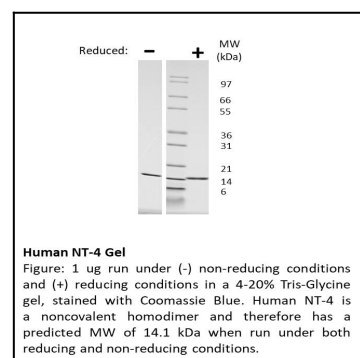 Reduced: - + MW
(kDa)
97
66
55
36
31
21
14
6
Human NT-4 Gel
Figure: 1 ug run under (-) non-reducing conditions
and (+) reducing conditions in a 4-20% Tris-Glycine
gel, stained with Coomassie Blue. Human NT-4 is
a noncovalent homodimer and therefore has a
predicted MW of 14.1 kDa when run under both
reducing and non-reducing conditions.